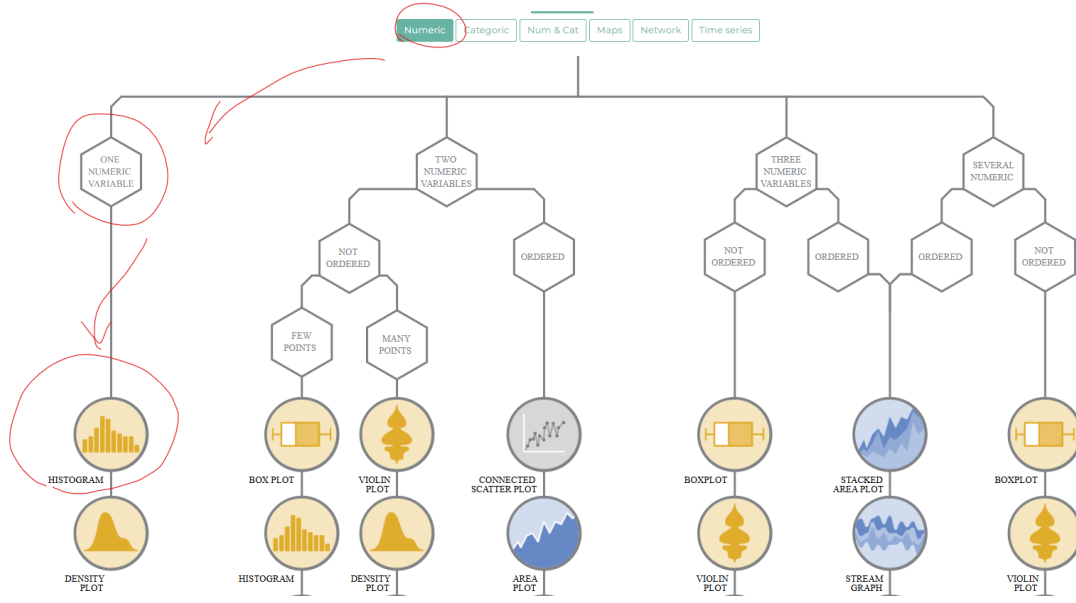 Numeric
Categoric
Num & Cat
Maps
Network
Time series
ONE
NUMERIC
VARIABLE
TWO
NUMERIC
VARIABLES
THREE
NUMERIC
VARIABLES
SEVERAL
NUMERIC
NOT
ORDERED
ORDERED
NOT
ORDERED
ORDERED
ORDERED
NOT
ORDERED
FEW
POINTS
MANY
POINTS
HISTOGRAM
BOX PLOT
VIOLIN
PLOT
CONNECTED
SCATTER PLOT
BOXPLOT
STACKED
AREA PLOT
BOXPLOT
DENSITY
PLOT
HISTOGRAM
DENSITY
PLOT
AREA
PLOT
VIOLIN
PLOT
STREAM
GRAPH
VIOLIN
PLOT